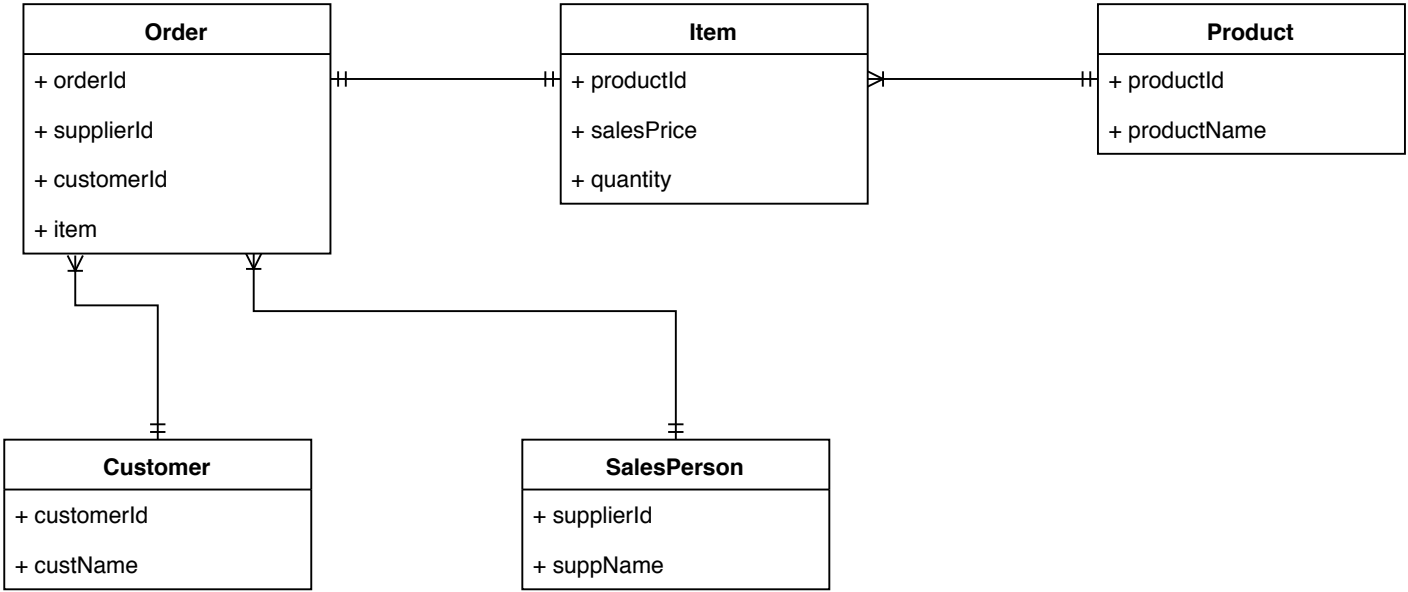 Order
+ orderId
+ supplierId
+ customerId
+ item
Item
+ productId
+ salesPrice
+ quantity
Product
+ productId
+ productName
Customer
+ customerId
+ custName
SalesPerson
+ supplierId
+ suppName